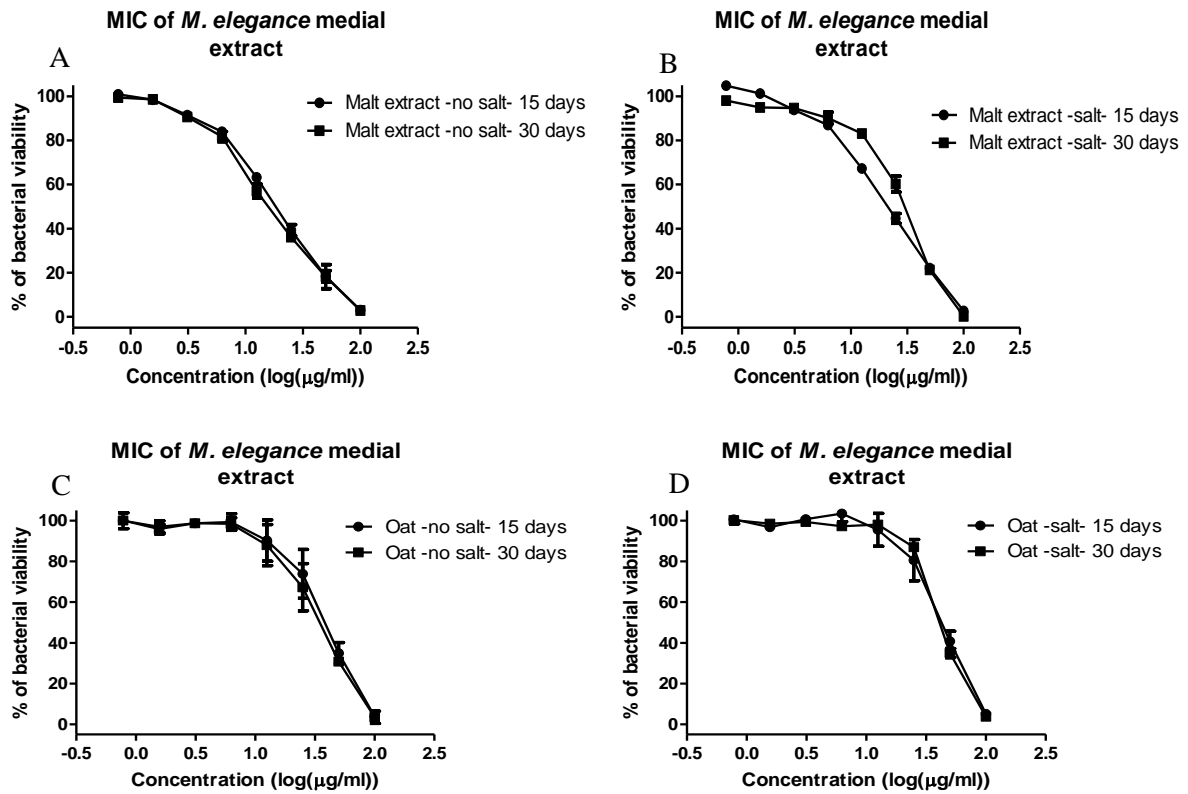 MIC of M. elegance medial
extract
A
% of bacterial viability
100
80
60
40
20
0
Malt extract -no salt- 15 days
Malt extract -no salt- 30 days
-0.5 0.0 0.5 1.0 1.5 2.0 2.5
Concentration (log(μg/ml))
MIC of M. elegance medial
extract
B
% of bacterial viability
100
80
60
40
20
0
Malt extract -salt- 15 days
Malt extract -salt- 30 days
-0.5 0.0 0.5 1.0 1.5 2.0 2.5
Concentration (log(μg/ml))
MIC of M. elegance medial
extract
C
% of bacterial viability
100
80
60
40
20
0
Oat -no salt- 15 days
Oat -no salt- 30 days
-0.5 0.0 0.5 1.0 1.5 2.0 2.5
Concentration (log(μg/ml))
MIC of M. elegance medial
extract
D
% of bacterial viability
100
80
60
40
20
0
Oat -salt- 15 days
Oat -salt- 30 days
-0.5 0.0 0.5 1.0 1.5 2.0 2.5
Concentration (log(μg/ml))